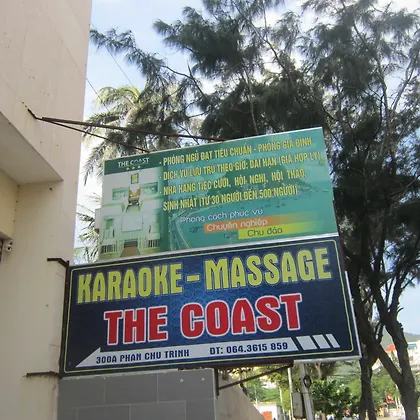 THE COAST
- PHÒNG NGỦ ĐẠT TIÊU CHUẨN - PHÒNG GIA ĐÌNH
- DỊCH VỤ LƯU TRÚ THEO GIỜ: DÀI HẠN (GIÁ HỢP LÝ)
- NHÀ HÀNG TIỆC CƯỚI, HỘI NGHỊ, HỘI THẢO,
SINH NHẬT (TỪ 30 NGƯỜI ĐẾN 500 NGƯỜI)
Phong cách phục vụ
Chuyên nghiệp
Chu đáo
KARAOKE - MASSAGE
THE COAST
300A PHAN CHU TRINH ĐT: 064.3615 859